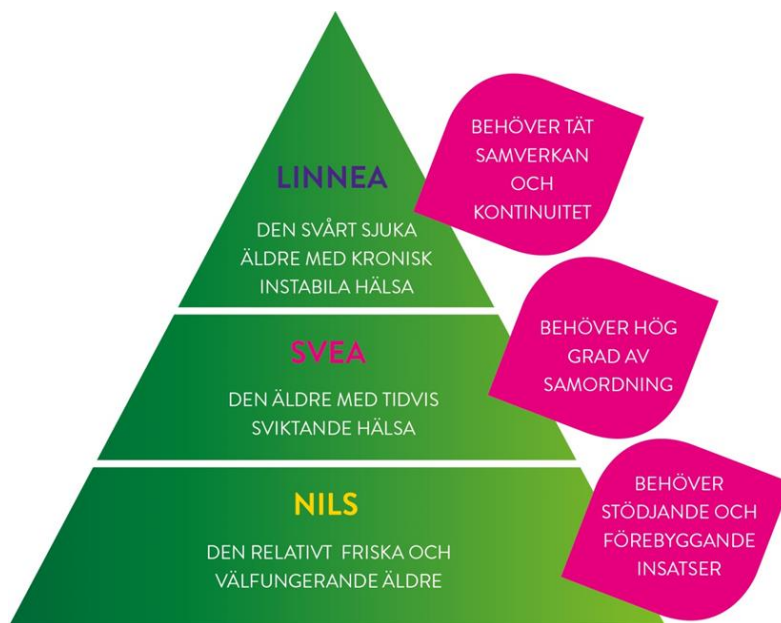 LINNEA
DEN SVÅRT SJUKA
ÄLDRE MED KRONISK
INSTABILA HÄLSA
BEHÖVER TÄT
SAMVERKAN
OCH
KONTINUITET
SVEA
DEN ÄLDRE MED TIDVIS
SVIKTANDE HÄLSA
BEHÖVER HÖG
GRAD AV
SAMORDNING
NILS
DEN RELATIVT FRISKA OCH
VÄLFUNGERANDE ÄLDRE
BEHÖVER
STÖDJANDE OCH
FÖREBYGGANDE
INSATSER